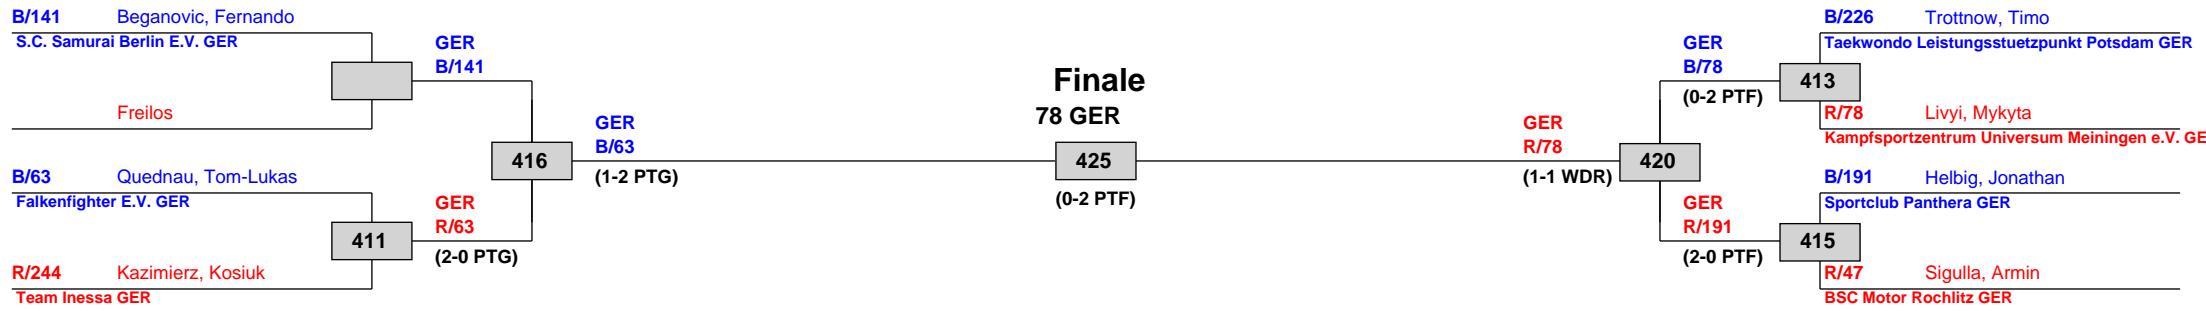 B/141 Beganovic, Fernando
S.C. Samurai Berlin E.V. GER
Freilos
B/63 Quednau, Tom-Lukas
Falkenfighter E.V. GER
R/244 Kazimierz, Kosiuk
Team Inessa GER
GER
B/141
411
GER
R/63
(2-0 PTG)
416
GER
B/63
(1-2 PTG)
Finale
78 GER
425
(0-2 PTF)
GER
R/78
(1-1 WDR)
420
GER
B/78
(0-2 PTF)
GER
R/191
(2-0 PTF)
413
415
B/226 Trottnow, Timo
Taekwondo Leistungsstuetzpunkt Potsdam GER
R/78 Livyi, Mykyta
Kampfsportzentrum Universum Meiningen e.V. GE
B/191 Helbig, Jonathan
Sportclub Panthera GER
R/47 Sigulla, Armin
BSC Motor Rochlitz GER